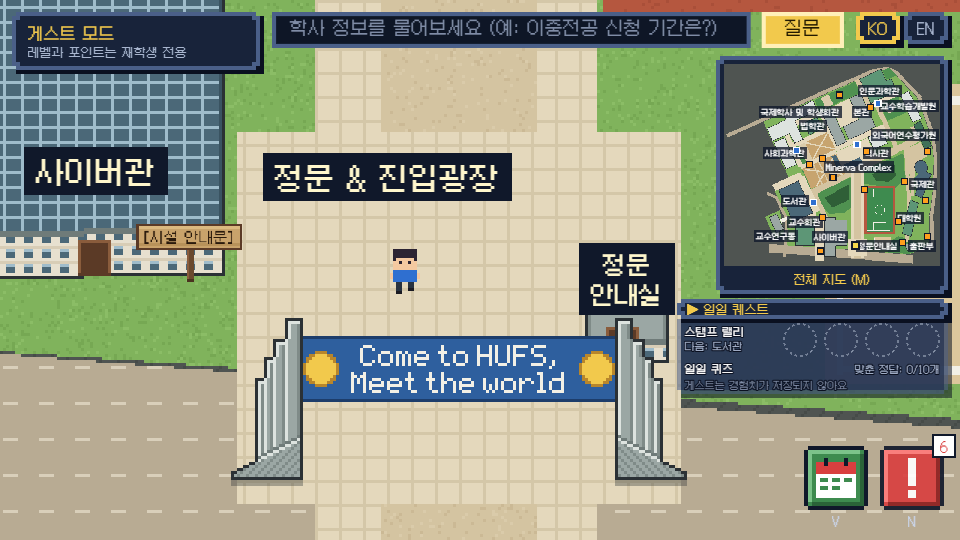 게스트 모드
레벨과 포인트는 재학생 전용
학사 정보를 물어보세요 (예: 이중전공 신청 기간은?)
질문
KO
EN
사이버관
정문 & 진입광장
[시설 안내문]
정문
안내실
Come to HUFS,
Meet the world
인문과학관
교수학습개발원
국제학사 및 학생회관
본관
법학관
외국어연수평가원
사회과학관
역사관
Minerva Complex
국제관
도서관
대학원
교수회관
교수연구동
사이버관
정문안내실
출판부
전체 지도 (M)
▶ 일일 퀘스트
스탬프 랠리
다음: 도서관
일일 퀴즈
맞춘 정답: 0/10개
게스트는 경험치가 저장되지 않아요
6
V
N